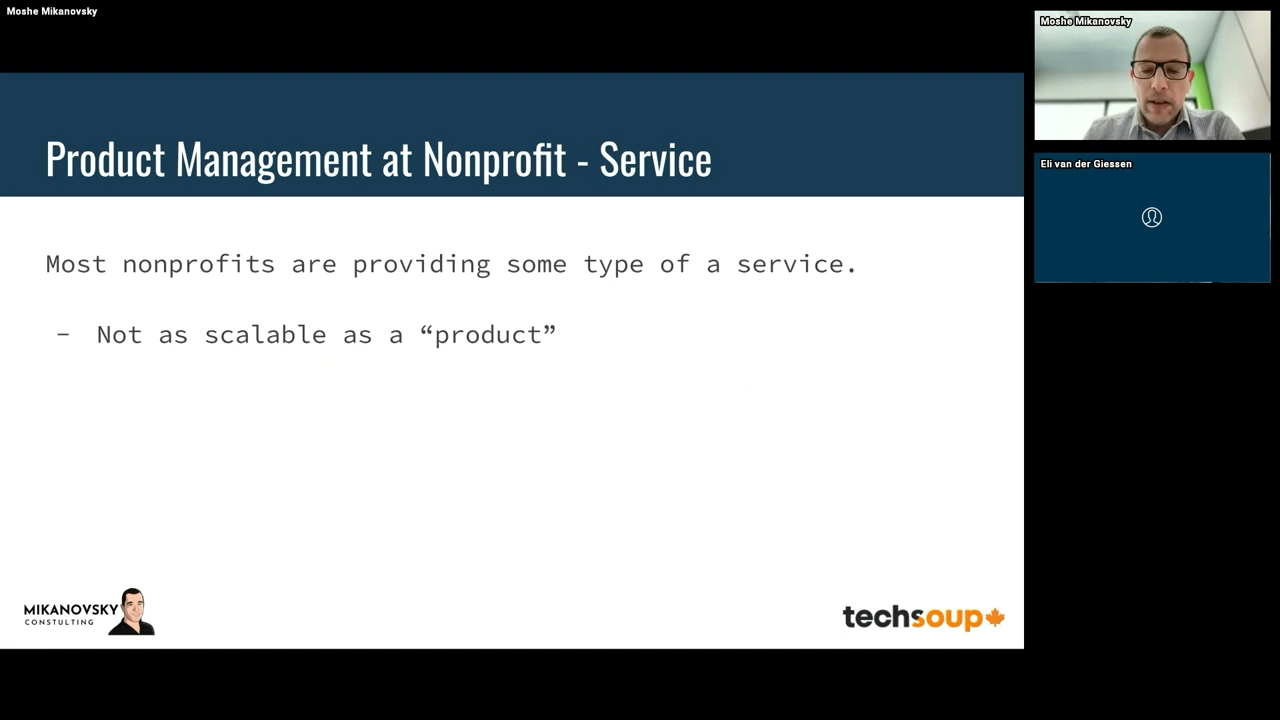 Moshe Mikanovsky
Moshe Mikanovsky
Eli van der Giessen
Product Management at Nonprofit - Service
Most nonprofits are providing some type of a service.
- Not as scalable as a “product”
MIKANOVSKY
CONSTULTING
techsoup